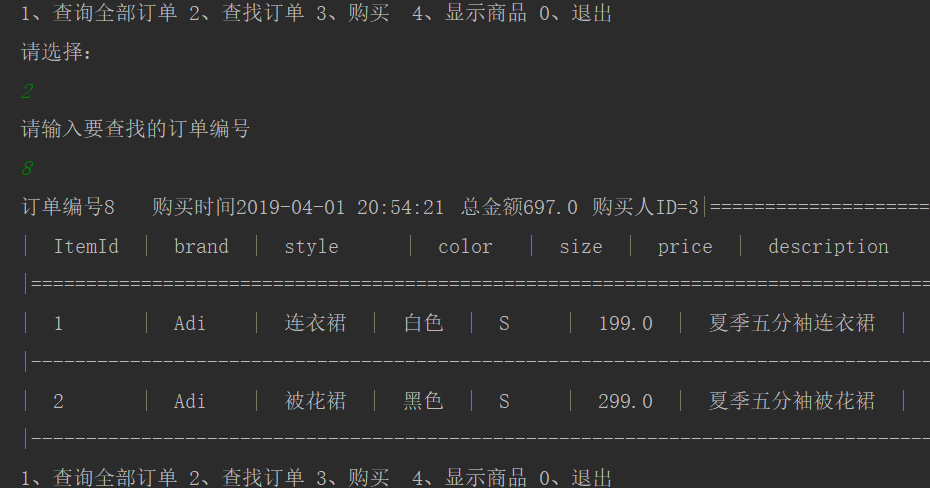 1、查询全部订单 2、查找订单 3、购买  4、显示商品 0、退出
请选择:
2
请输入要查找的订单编号
8
订单编号8   购买时间2019-04-01 20:54:21 总金额697.0 购买人ID=3|====================
|  ItemId  |  brand  |  style      |  color   |  size  |  price  |  description
|==================================================================================
|  1       |  Adi    |  连衣裙  |  白色  |  S     |  199.0  |  夏季五分袖连衣裙  |
|----------------------------------------------------------------------------------
|  2       |  Adi    |  被花裙  |  黑色  |  S     |  299.0  |  夏季五分袖被花裙  |
|----------------------------------------------------------------------------------
1、查询全部订单 2、查找订单 3、购买  4、显示商品 0、退出